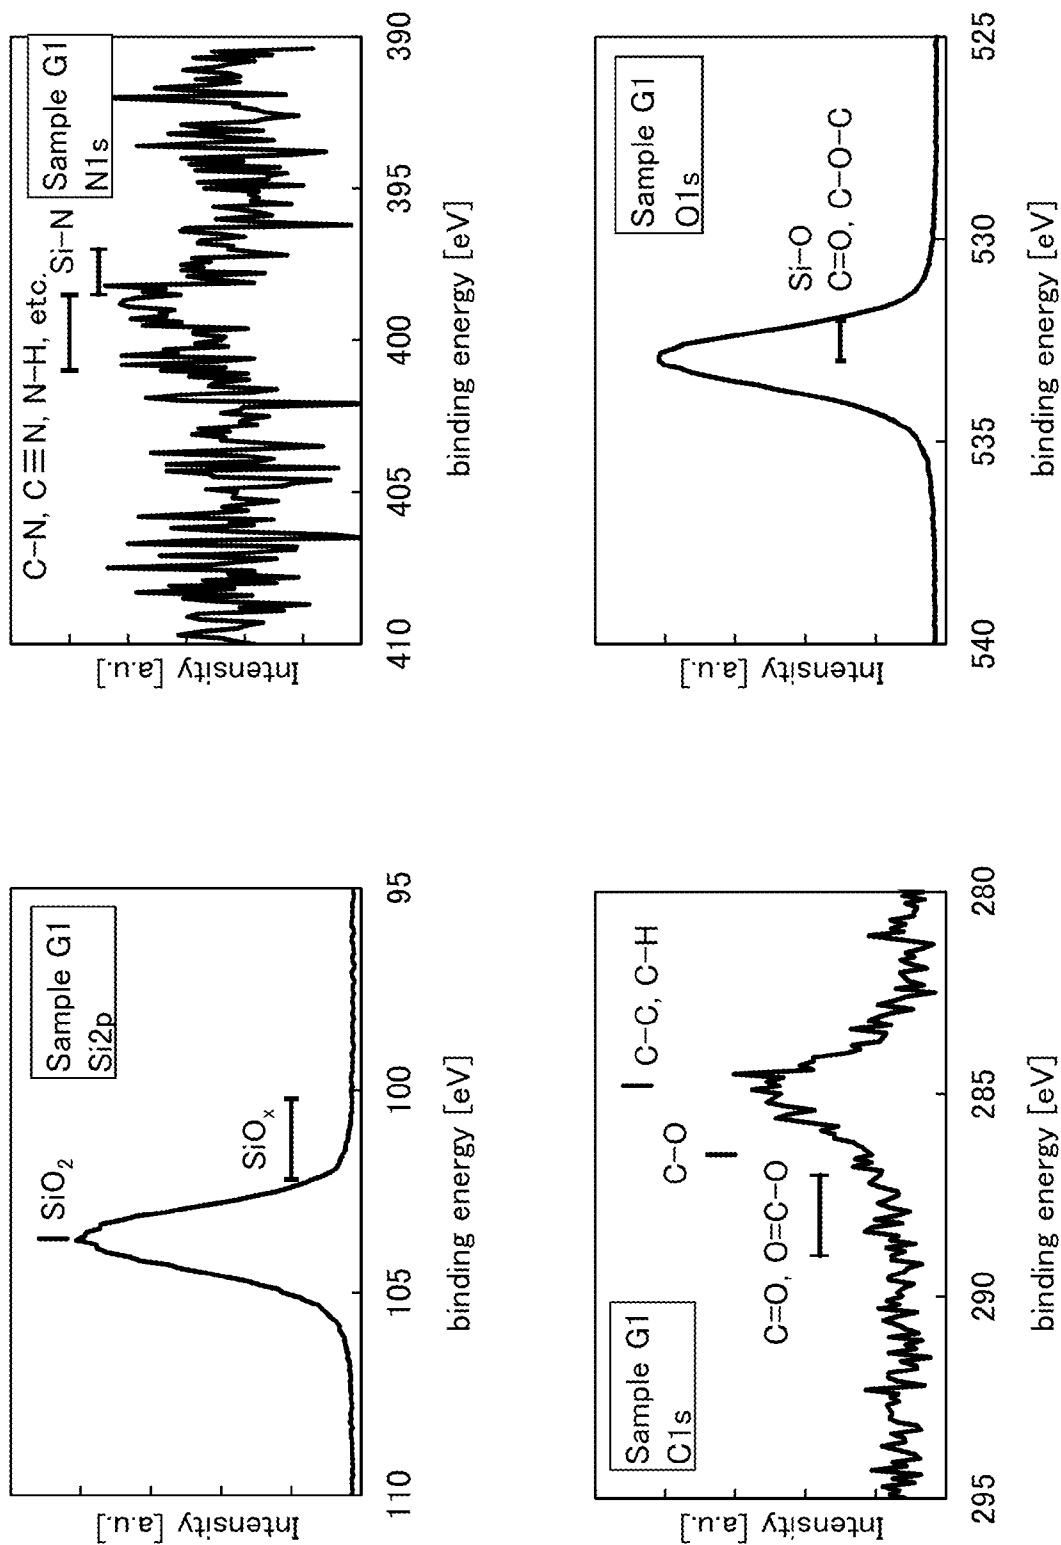 Sample G1
Si2p
SiO₂
SiOₓ
Intensity [a.u.]
110
105
100
95
binding energy [eV]
Sample G1
N1s
C−N, C≡N, N−H, etc.
Si−N
Intensity [a.u.]
410
405
400
395
390
binding energy [eV]
Sample G1
C1s
C=O, O=C−O
C−O
C−C, C−H
Intensity [a.u.]
295
290
285
280
binding energy [eV]
Sample G1
O1s
Si−O
C=O, C−O−C
Intensity [a.u.]
540
535
530
525
binding energy [eV]